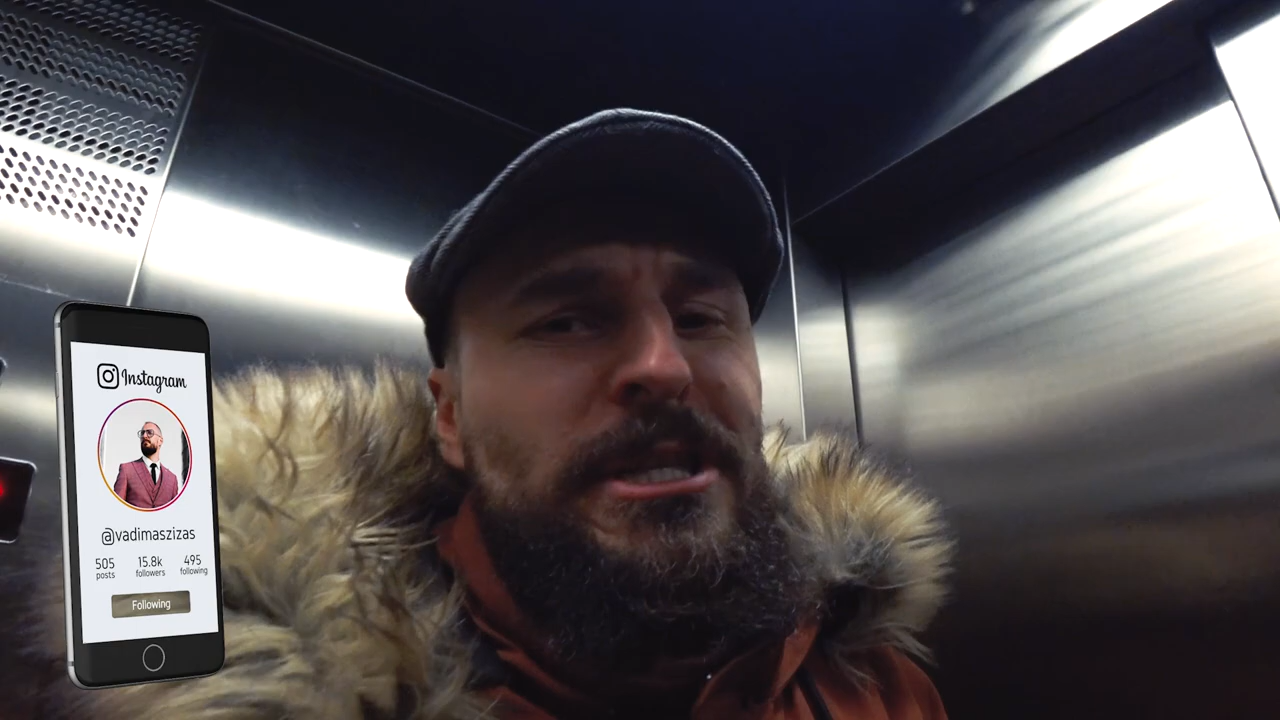 Instagram
@vadimaszizas
505 15.8k 495
posts followers following
Following